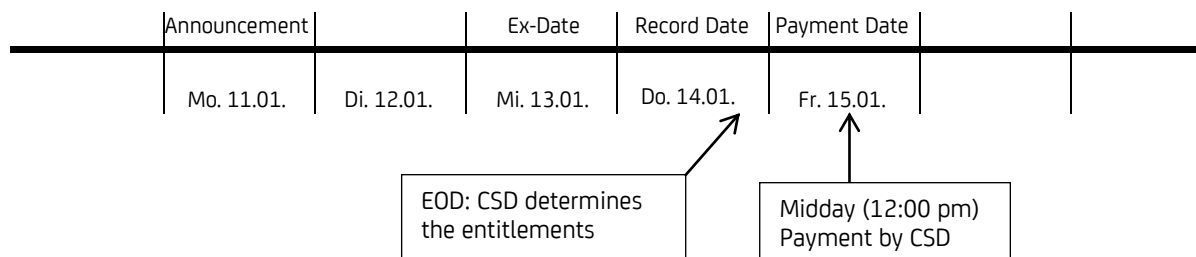 Announcement Ex-Date Record Date Payment Date
Mo. 11.01. Di. 12.01. Mi. 13.01. Do. 14.01. Fr. 15.01.
EOD: CSD determines
the entitlements
Midday (12:00 pm)
Payment by CSD